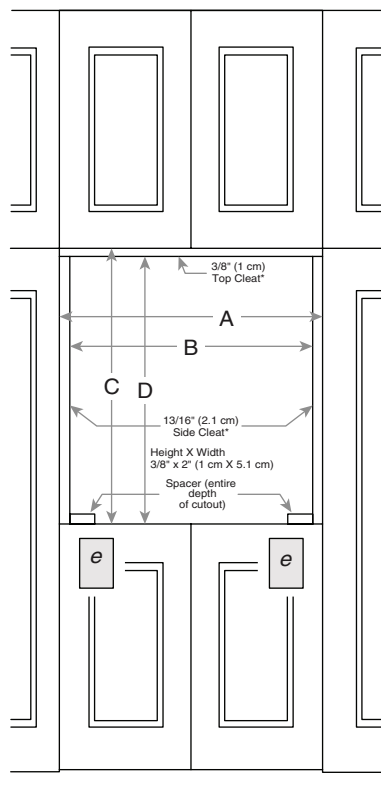 3/8" (1 cm)
Top Cleat*
A
B
C
D
13/16" (2.1 cm)
Side Cleat*
Height X Width
3/8" x 2" (1 cm X 5.1 cm)
Spacer (entire
depth
of cutout)
e
e